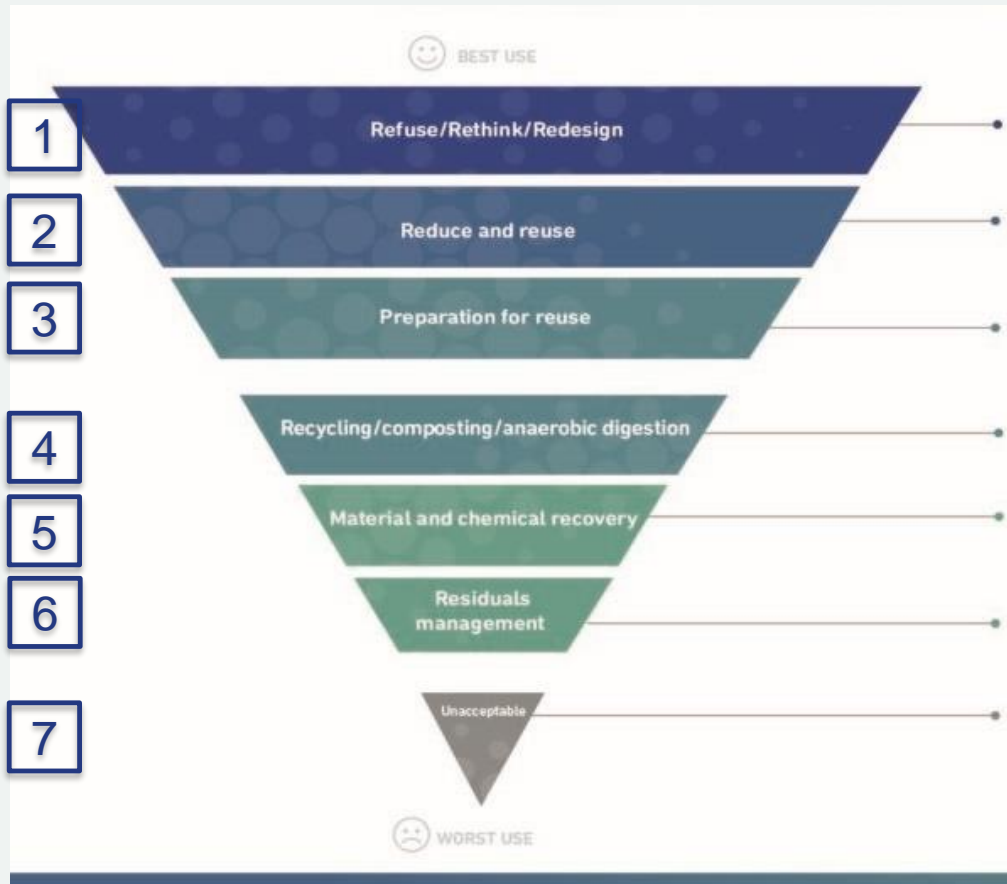 BEST USE
1
Refuse/Rethink/Redesign
2
Reduce and reuse
3
Preparation for reuse
4
Recycling/composting/anaerobic digestion
5
Material and chemical recovery
6
Residuals
management
7
Unacceptable
WORST USE